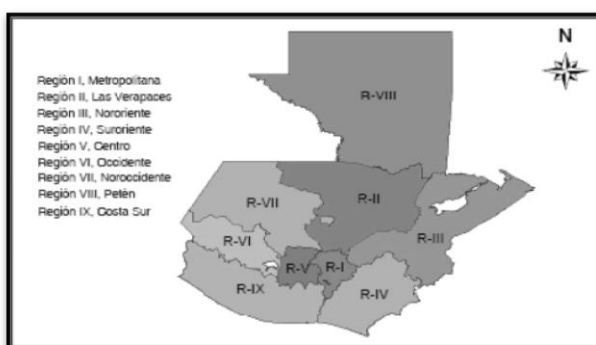 N
Región I, Metropolitana
Región II, Las Verapaces
Región III, Nororiente
Región IV, Suroriente
Región V, Centro
Región VI, Occidente
Región VII, Noroccidente
Región VIII, Petén
Región IX, Costa Sur
R-VIII
R-VII
R-II
R-VI
R-III
R-V
R-I
R-IX
R-IV